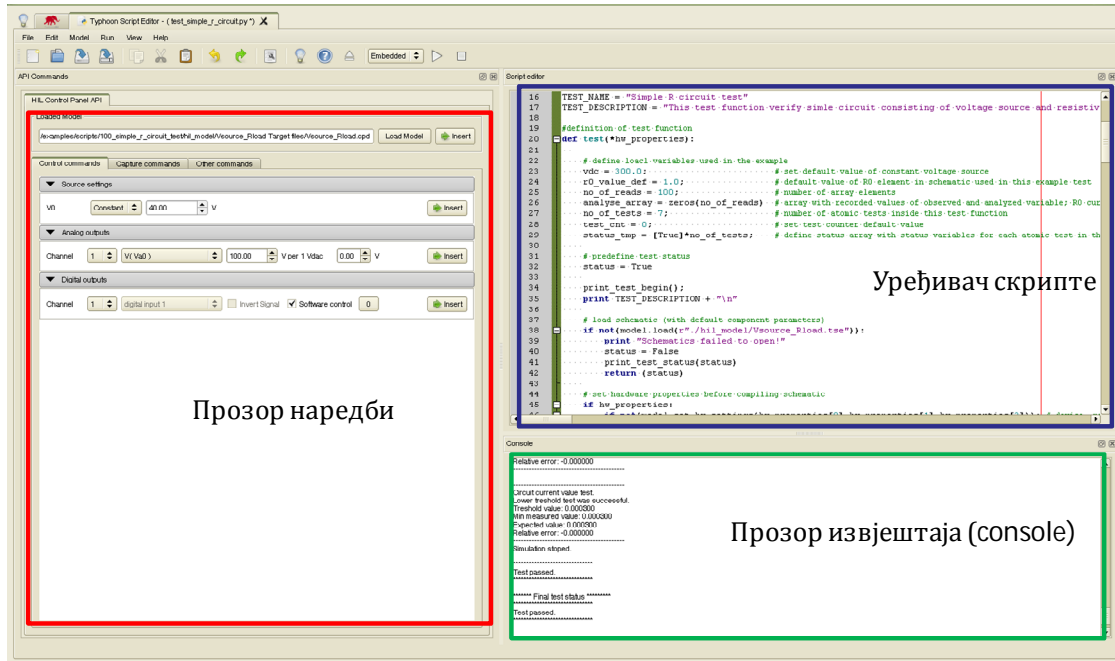 Typhoon Script Editor - ( test_simple_r_circuit.py *) X
File Edit Model Run View Help
Embedded
API Commands
HIL Control Panel API
Loaded Model
/examples/scripts/100_simple_r_circuit_test/hil_model/Vsource_Rload Target files/Vsource_Rload.cpd Load Model Insert
Control commands Capture commands Other commands
Source settings
V0 Constant 40.00 V Insert
Analog outputs
Channel 1 V( Va0 ) 100.00 V per 1 Vdac 0.00 V Insert
Digital outputs
Channel 1 digital input 1 Invert Signal Software control 0 Insert
Прозор наредби
Script editor
16 TEST_NAME = "Simple R circuit test"
17 TEST_DESCRIPTION = "This test function verify simle circuit consisting of voltage source and resistiv
18
19 #definition of test function
20 def test(*hw_properties):
21
22 # define loacl variables used in the example
23 vdc = 300.0; # set default value of constant voltage source
24 r0_value_def = 1.0; # default value of R0 element in schematic used in this example test
25 no_of_reads = 100; # number of array elements
26 analyse_array = zeros(no_of_reads) # array with recorded values of observed and analyzed variable; R0 cur
27 no_of_tests = 7; # number of atomic tests inside this test function
28 test_cnt = 0; # set test counter default value
29 status_tmp = [True]*no_of_tests; # define status array with status variables for each atomic test in th
30
31 # predefine test status
32 status = True
33
34 print_test_begin();
35 print TEST_DESCRIPTION + "\n"
36
37 # load schematic (with default component parameters)
38 if not(model.load(r"./hil_model/Vsource_Rload.tse")):
39 print "Schematics failed to open!"
40 status = False
41 print_test_status(status)
42 return (status)
43
44 # set hardware properties before compiling schematic
45 if hw_properties:
Уређивач скрипте
Console
Relative error: -0.000000
----------------------------------------
----------------------------------------
Circut current value test.
Lower treshold test was successful.
Treshold value: 0.000300
Min measured value: 0.000300
Expected value: 0.000300
Relative error: -0.000000
----------------------------------------
Simulation stoped.
-----------------------------
Test passed.
*****************************
******* Final test status *********
*****************************
Test passed.
*****************************
Прозор извјештаја (console)